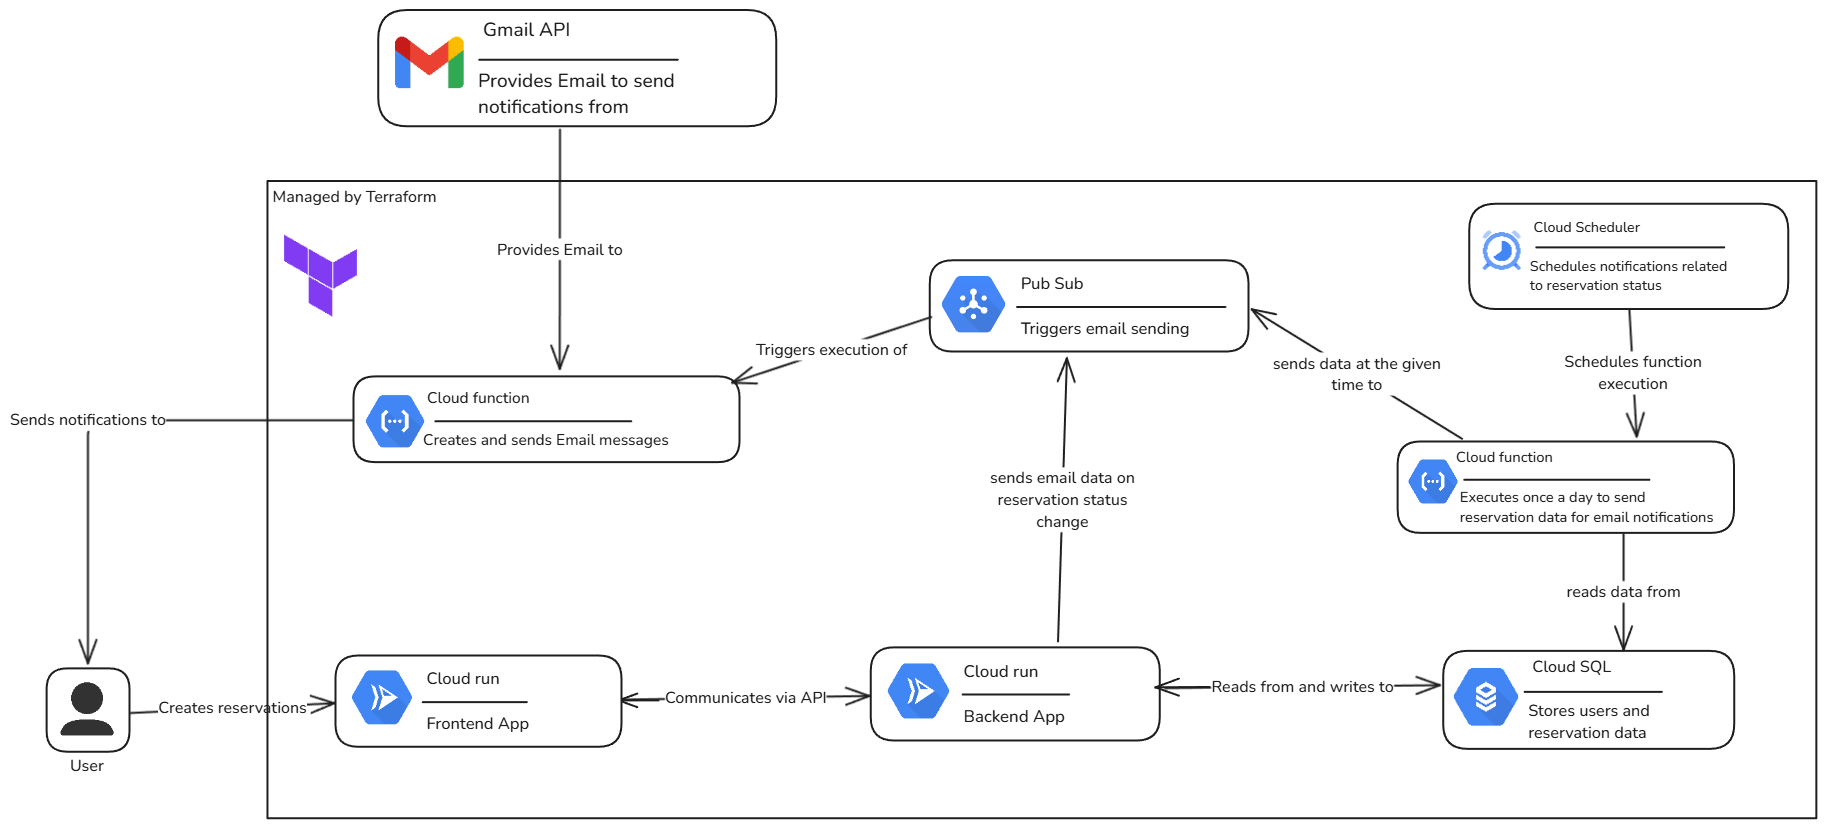 Gmail API
Provides Email to send
notifications from
Managed by Terraform
Provides Email to
Cloud Scheduler
Schedules notifications related
to reservation status
Pub Sub
Triggers email sending
Triggers execution of
sends data at the given
time to
Schedules function
execution
Cloud function
Creates and sends Email messages
Sends notifications to
Cloud function
Executes once a day to send
reservation data for email notifications
sends email data on
reservation status
change
reads data from
User
Creates reservations
Cloud run
Frontend App
Communicates via API
Cloud run
Backend App
Reads from and writes to
Cloud SQL
Stores users and
reservation data